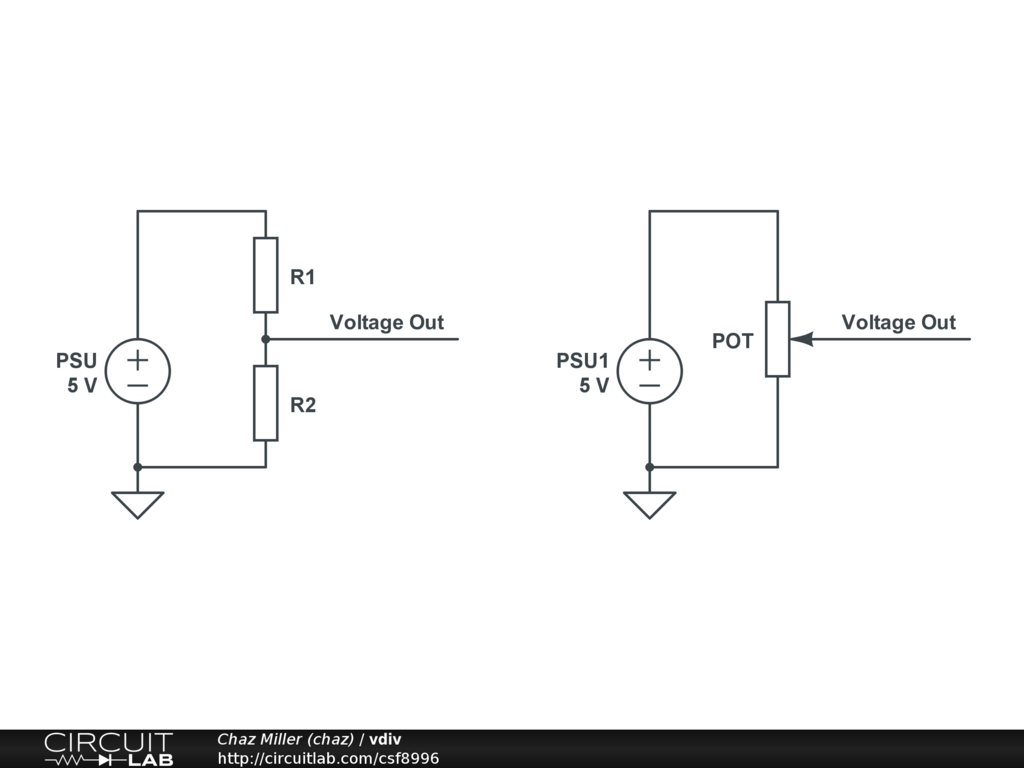 R1
Voltage Out
PSU
5 V
R2
Voltage Out
POT
PSU1
5 V
CIRCUIT
LAB
Chaz Miller (chaz) / vdiv
http://circuitlab.com/csf8996